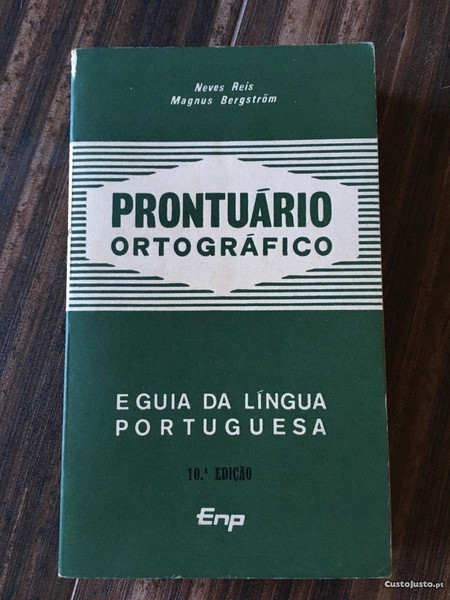 Neves Reis
Magnus Bergström
PRONTUÁRIO
ORTOGRÁFICO
E GUIA DA LÍNGUA
PORTUGUESA
10.ª EDIÇÃO
Enp
CustoJusto.pt